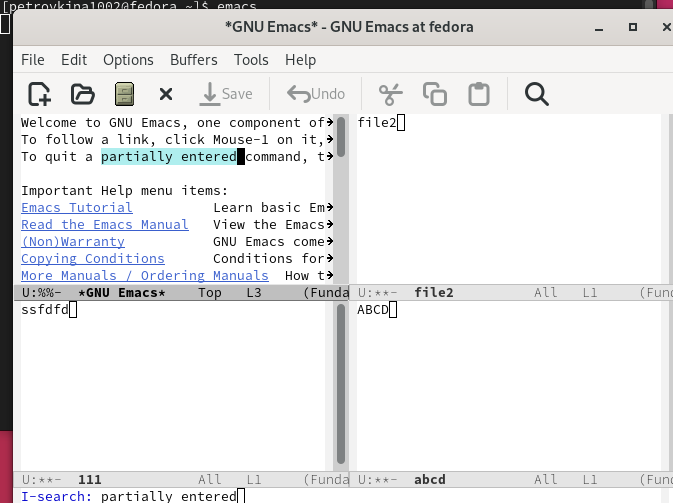 [petrovkina1002@fedora ~]$ emacs
*GNU Emacs* - GNU Emacs at fedora
File Edit Options Buffers Tools Help
Save Undo
Welcome to GNU Emacs, one component of
To follow a link, click Mouse-1 on it,
To quit a partially entered command, t
Important Help menu items:
Emacs Tutorial Learn basic Em
Read the Emacs Manual View the Emacs
(Non)Warranty GNU Emacs come
Copying Conditions Conditions for
More Manuals / Ordering Manuals How t
U:%%- *GNU Emacs* Top L3 (Funda
file2
U:**- file2 All L1 (Fund
ssfdfd
U:**- 111 All L1 (Funda
ABCD
U:**- abcd All L1 (Fund
I-search: partially entered